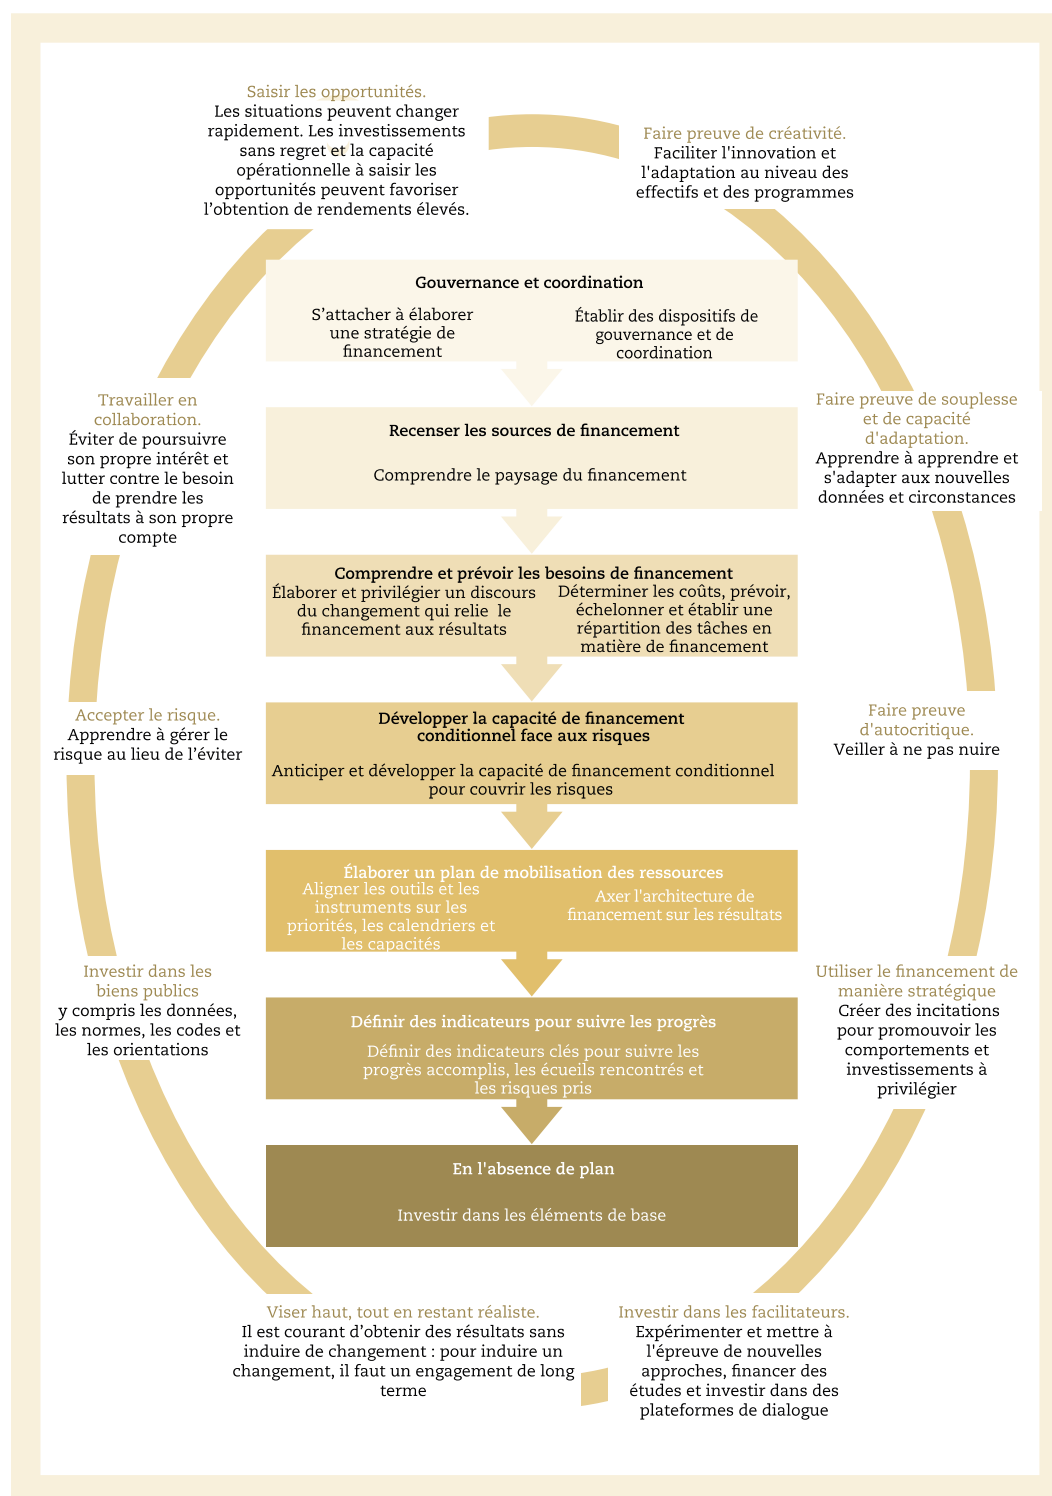 Saisir les opportunités.
Les situations peuvent changer
rapidement. Les investissements
sans regret et la capacité
opérationnelle à saisir les
opportunités peuvent favoriser
l’obtention de rendements élevés.
Faire preuve de créativité.
Faciliter l'innovation et
l'adaptation au niveau des
effectifs et des programmes
Gouvernance et coordination
S’attacher à élaborer
une stratégie de
financement
Établir des dispositifs de
gouvernance et de
coordination
Travailler en
collaboration.
Éviter de poursuivre
son propre intérêt et
lutter contre le besoin
de prendre les
résultats à son propre
compte
Recenser les sources de financement
Comprendre le paysage du financement
Faire preuve de souplesse
et de capacité
d'adaptation.
Apprendre à apprendre et
s'adapter aux nouvelles
données et circonstances
Comprendre et prévoir les besoins de financement
Élaborer et privilégier un discours
du changement qui relie  le
financement aux résultats
Déterminer les coûts, prévoir,
échelonner et établir une
répartition des tâches en
matière de financement
Accepter le risque.
Apprendre à gérer le
risque au lieu de l’éviter
Développer la capacité de financement
conditionnel face aux risques
Anticiper et développer la capacité de financement conditionnel
pour couvrir les risques
Faire preuve
d'autocritique.
Veiller à ne pas nuire
Élaborer un plan de mobilisation des ressources
Aligner les outils et les
instruments sur les
priorités, les calendriers et
les capacités
Axer l'architecture de
financement sur les résultats
Investir dans les
biens publics
y compris les données,
les normes, les codes et
les orientations
Définir des indicateurs pour suivre les progrès
Définir des indicateurs clés pour suivre les
progrès accomplis, les écueils rencontrés et
les risques pris
Utiliser le financement de
manière stratégique
Créer des incitations
pour promouvoir les
comportements et
investissements à
privilégier
En l'absence de plan
Investir dans les éléments de base
Viser haut, tout en restant réaliste.
Il est courant d’obtenir des résultats sans
induire de changement : pour induire un
changement, il faut un engagement de long
terme
Investir dans les facilitateurs.
Expérimenter et mettre à
l'épreuve de nouvelles
approches, financer des
études et investir dans des
plateformes de dialogue